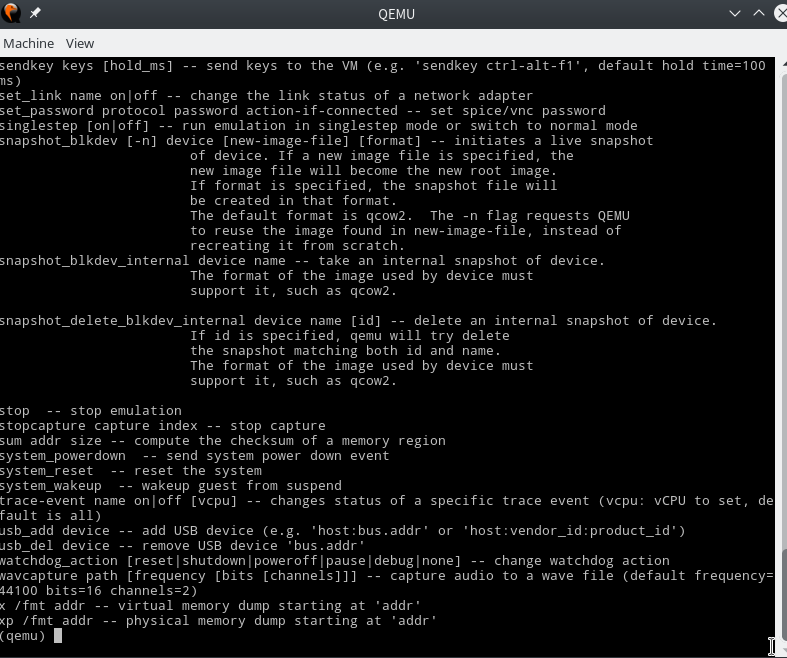 QEMU
Machine View
sendkey keys [hold_ms] -- send keys to the VM (e.g. 'sendkey ctrl-alt-f1', default hold time=100
ms)
set_link name on|off -- change the link status of a network adapter
set_password protocol password action-if-connected -- set spice/vnc password
singlestep [on|off] -- run emulation in singlestep mode or switch to normal mode
snapshot_blkdev [-n] device [new-image-file] [format] -- initiates a live snapshot
of device. If a new image file is specified, the
new image file will become the new root image.
If format is specified, the snapshot file will
be created in that format.
The default format is qcow2.  The -n flag requests QEMU
to reuse the image found in new-image-file, instead of
recreating it from scratch.
snapshot_blkdev_internal device name -- take an internal snapshot of device.
The format of the image used by device must
support it, such as qcow2.
snapshot_delete_blkdev_internal device name [id] -- delete an internal snapshot of device.
If id is specified, qemu will try delete
the snapshot matching both id and name.
The format of the image used by device must
support it, such as qcow2.
stop  -- stop emulation
stopcapture capture index -- stop capture
sum addr size -- compute the checksum of a memory region
system_powerdown  -- send system power down event
system_reset  -- reset the system
system_wakeup  -- wakeup guest from suspend
trace-event name on|off [vcpu] -- changes status of a specific trace event (vcpu: vCPU to set, de
fault is all)
usb_add device -- add USB device (e.g. 'host:bus.addr' or 'host:vendor_id:product_id')
usb_del device -- remove USB device 'bus.addr'
watchdog_action [reset|shutdown|poweroff|pause|debug|none] -- change watchdog action
wavcapture path [frequency [bits [channels]]] -- capture audio to a wave file (default frequency=
44100 bits=16 channels=2)
x /fmt addr -- virtual memory dump starting at 'addr'
xp /fmt addr -- physical memory dump starting at 'addr'
(qemu)